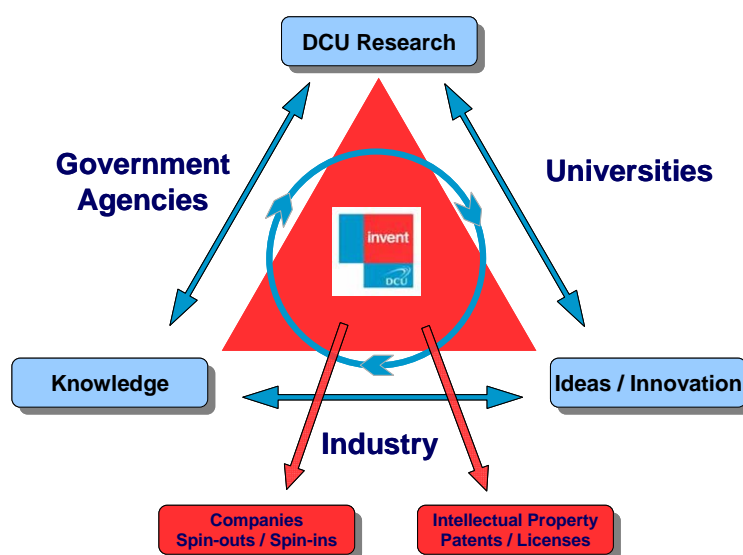 DCU Research
Government
Agencies
Universities
invent
DCU
Knowledge
Ideas / Innovation
Industry
Companies
Spin-outs / Spin-ins
Intellectual Property
Patents / Licenses